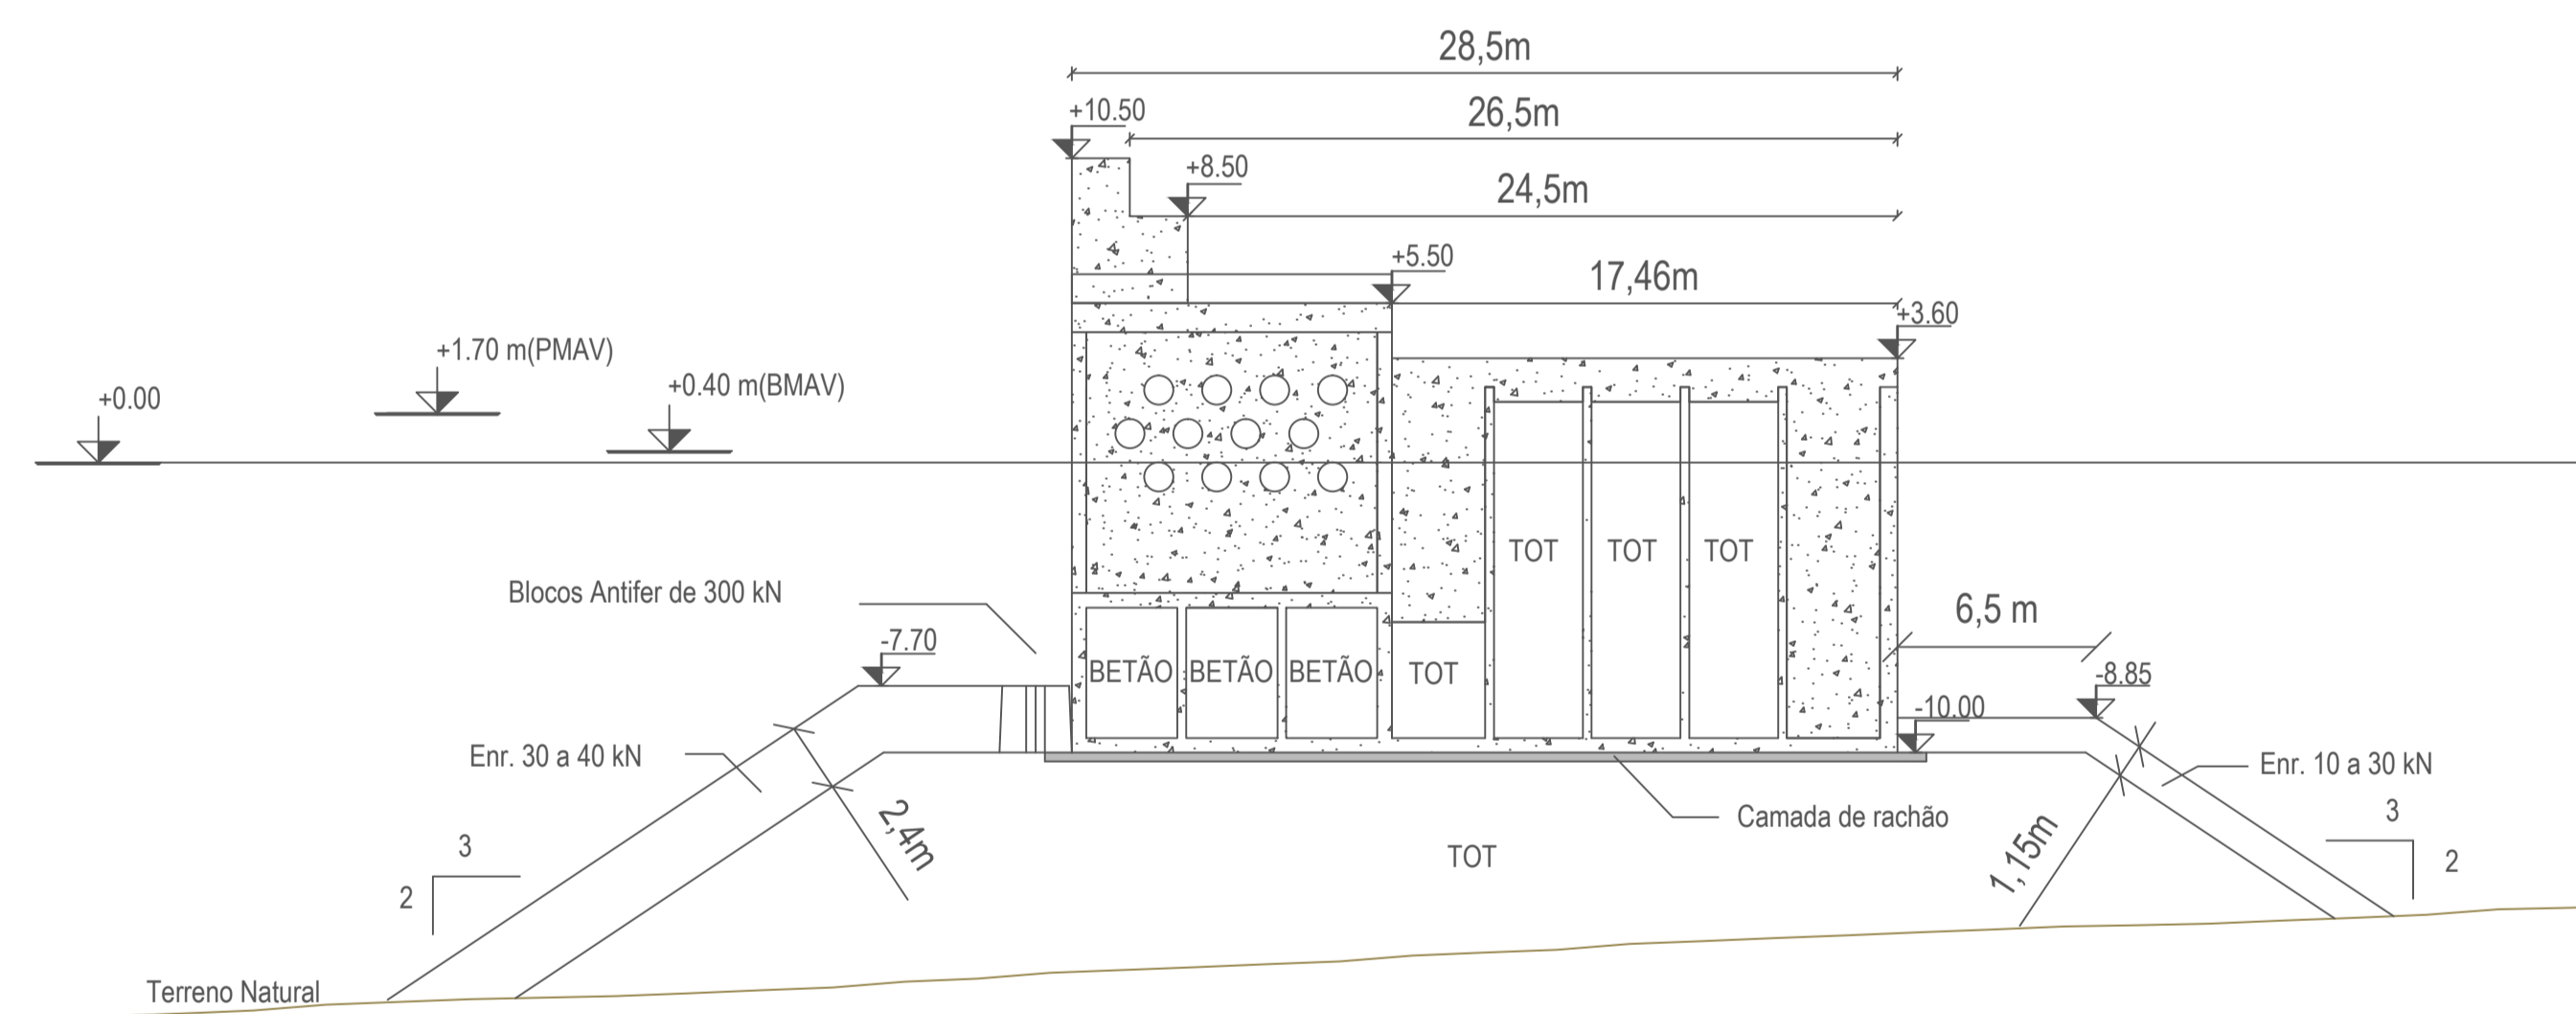 28,5m
+10.50
26,5m
+8.50
24,5m
+5.50
17,46m
+3.60
+1.70 m(PMAV)
+0.40 m(BMAV)
+0.00
TOT
TOT
TOT
Blocos Antifer de 300 kN
6,5 m
-7.70
BETÃO
BETÃO
BETÃO
TOT
-8.85
-10.00
Enr. 30 a 40 kN
Enr. 10 a 30 kN
2,4m
Camada de rachão
3
2
TOT
1,15m
3
2
Terreno Natural